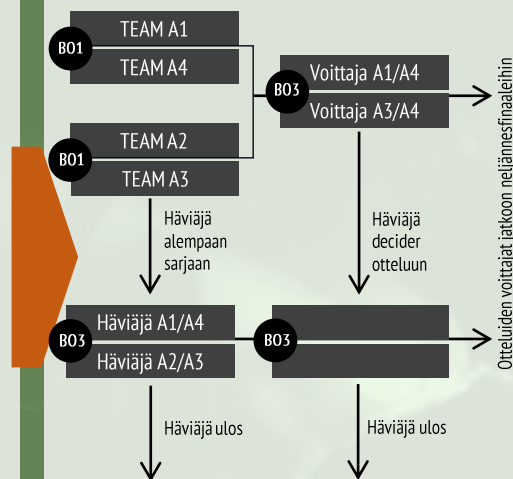 BO1
TEAM A1
TEAM A4
BO1
TEAM A2
TEAM A3
BO3
Voittaja A1/A4
Voittaja A3/A4
Häviäjä
alempaan
sarjaan
Häviäjä
decider
otteluun
BO3
Häviäjä A1/A4
Häviäjä A2/A3
BO3
Häviäjä ulos
Häviäjä ulos
Otteluiden voittajat jatkoon neljännesfinaaleihin